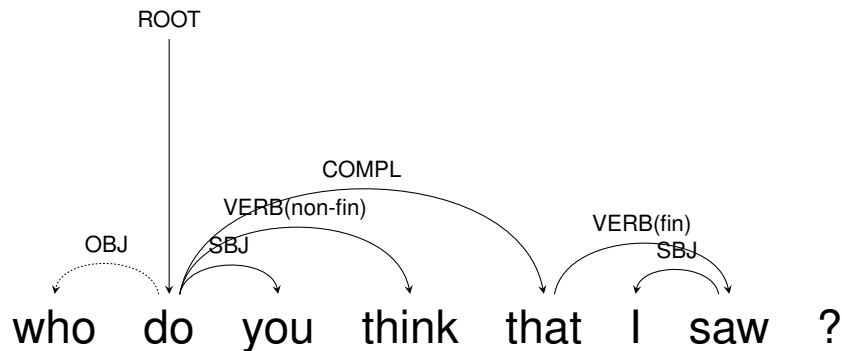 ROOT
COMPL
VERB(non-fin)
VERB(fin)
OBJ SBJ SBJ
who do you think that I saw ?